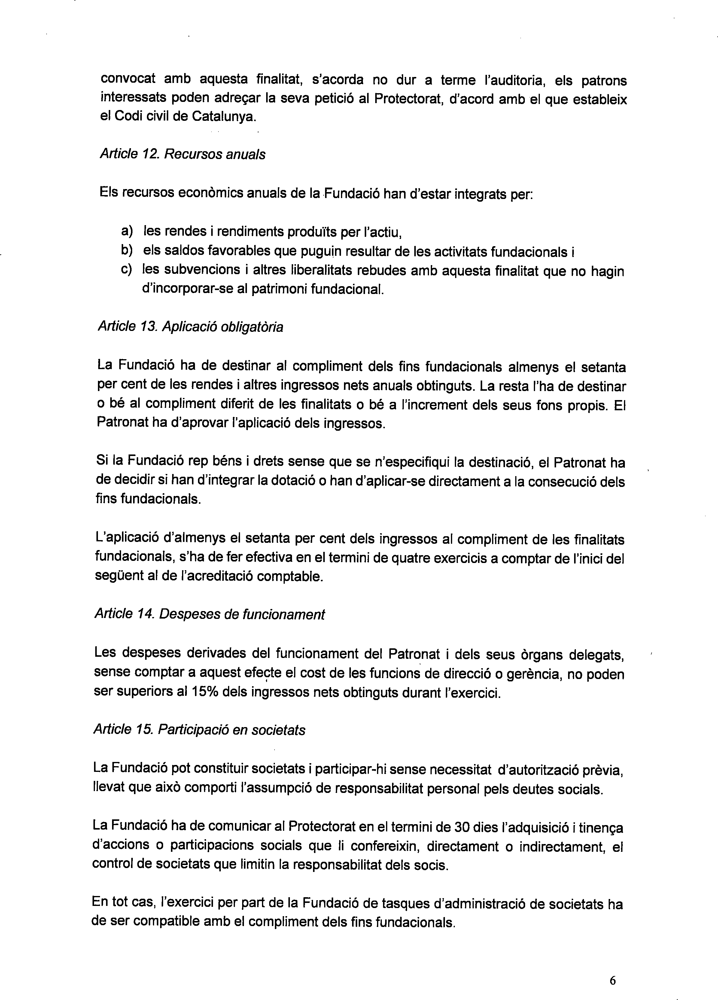 convocat amb aquesta finalitat, s'acorda no dur a terme l'auditoria, els patrons
interessats poden adreçar la seva petició al Protectorat, d'acord amb el que estableix
el Codi civil de Catalunya.
Article 12. Recursos anuals
Els recursos econòmics anuals de la Fundació han d'estar integrats per:
a) les rendes i rendiments produïts per l'actiu,
b) els saldos favorables que puguin resultar de les activitats fundacionals i
c) les subvencions i altres liberalitats rebudes amb aquesta finalitat que no hagin
d'incorporar-se al patrimoni fundacional.
Article 13. Aplicació obligatòria
La Fundació ha de destinar al compliment dels fins fundacionals almenys el setanta
per cent de les rendes i altres ingressos nets anuals obtinguts. La resta l'ha de destinar
o bé al compliment diferit de les finalitats o bé a l'increment dels seus fons propis. El
Patronat ha d'aprovar l'aplicació dels ingressos.
Si la Fundació rep béns i drets sense que se n'especifiqui la destinació, el Patronat ha
de decidir si han d'integrar la dotació o han d'aplicar-se directament a la consecució dels
fins fundacionals.
L'aplicació d'almenys el setanta per cent dels ingressos al compliment de les finalitats
fundacionals, s'ha de fer efectiva en el termini de quatre exercicis a comptar de l'inici del
següent al de l'acreditació comptable.
Article 14. Despeses de funcionament
Les despeses derivades del funcionament del Patronat i dels seus òrgans delegats,
sense comptar a aquest efecte el cost de les funcions de direcció o gerència, no poden
ser superiors al 15% dels ingressos nets obtinguts durant l'exercici.
Article 15. Participació en societats
La Fundació pot constituir societats i participar-hi sense necessitat d'autorització prèvia,
llevat que això comporti l'assumpció de responsabilitat personal pels deutes socials.
La Fundació ha de comunicar al Protectorat en el termini de 30 dies l'adquisició i tinença
d'accions o participacions socials que li confereixin, directament o indirectament, el
control de societats que limitin la responsabilitat dels socis.
En tot cas, l'exercici per part de la Fundació de tasques d'administració de societats ha
de ser compatible amb el compliment dels fins fundacionals.
6